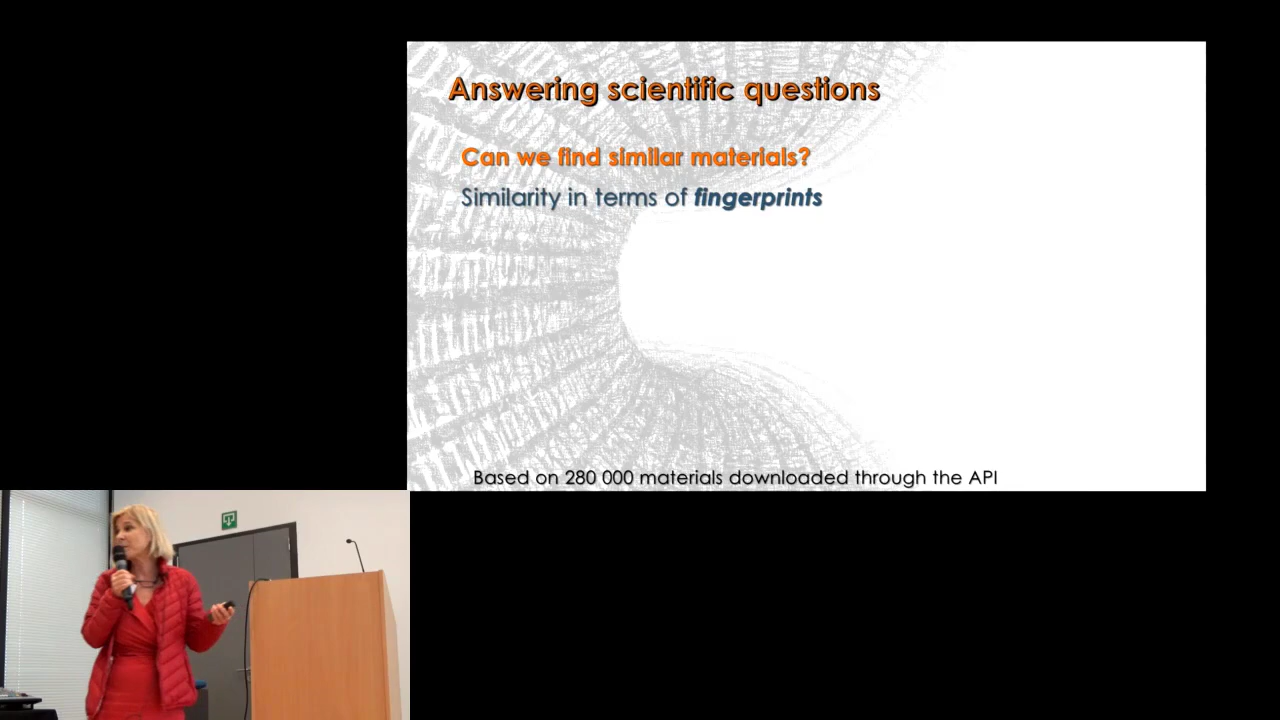 Answering scientific questions
Can we find similar materials?
Similarity in terms of fingerprints
Based on 280 000 materials downloaded through the API